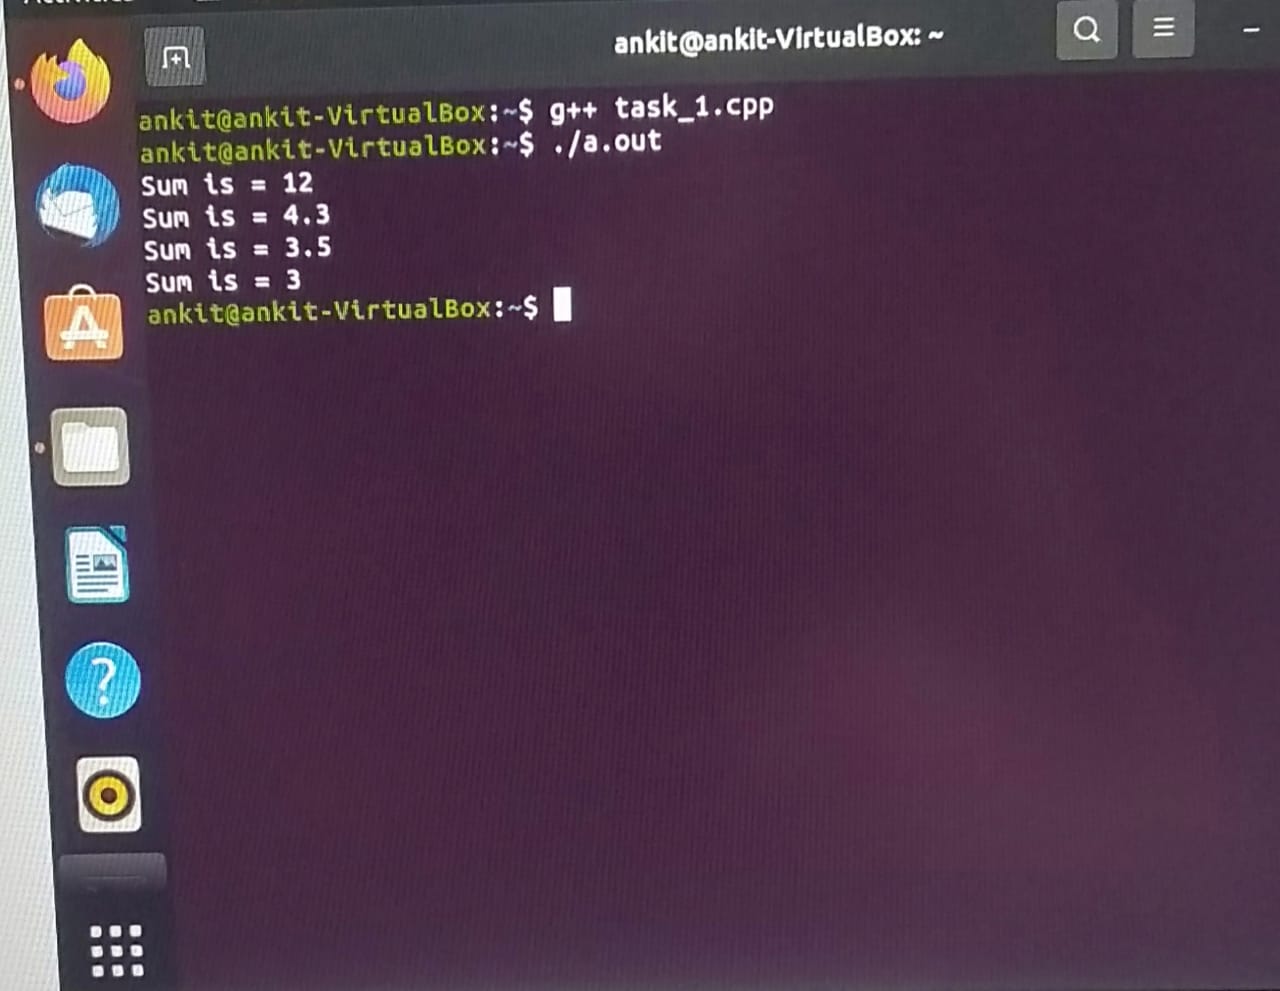 ankit@ankit-VirtualBox: ~
ankit@ankit-VirtualBox:~$ g++ task_1.cpp
ankit@ankit-VirtualBox:~$ ./a.out
Sum is = 12
Sum is = 4.3
Sum is = 3.5
Sum is = 3
ankit@ankit-VirtualBox:~$